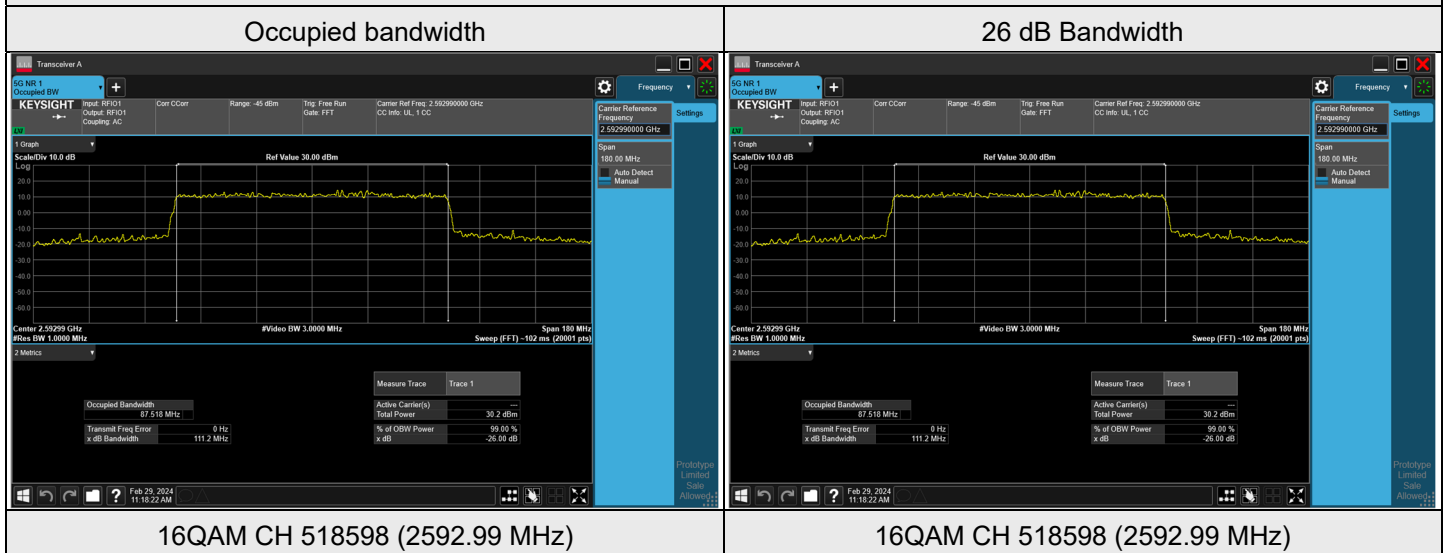 Occupied bandwidth
26 dB Bandwidth
Transceiver A
5G NR 1
Occupied BW
+
Frequency
KEYSIGHT
LXI
Input: RFIO1
Output: RFIO1
Coupling: AC
Corr CCorr
Range: -45 dBm
Trig: Free Run
Gate: FFT
Carrier Ref Freq: 2.592990000 GHz
CC Info: UL, 1 CC
Carrier Reference
Frequency
2.592990000 GHz
Span
180.00 MHz
Auto Detect
Manual
Settings
1 Graph
Scale/Div 10.0 dB
Ref Value 30.00 dBm
Log
20.0
10.0
0.00
-10.0
-20.0
-30.0
-40.0
-50.0
-60.0
Center 2.59299 GHz
#Video BW 3.0000 MHz
Span 180 MHz
#Res BW 1.0000 MHz
Sweep (FFT) ~102 ms (20001 pts)
2 Metrics
Measure Trace Trace 1
Occupied Bandwidth
87.518 MHz
Active Carrier(s) ---
Total Power 30.2 dBm
Transmit Freq Error 0 Hz
x dB Bandwidth 111.2 MHz
% of OBW Power 99.00 %
x dB -26.00 dB
Prototype
Limited
Sale
Allowed
?
Feb 29, 2024
11:18:22 AM
Transceiver A
5G NR 1
Occupied BW
+
Frequency
KEYSIGHT
LXI
Input: RFIO1
Output: RFIO1
Coupling: AC
Corr CCorr
Range: -45 dBm
Trig: Free Run
Gate: FFT
Carrier Ref Freq: 2.592990000 GHz
CC Info: UL, 1 CC
Carrier Reference
Frequency
2.592990000 GHz
Span
180.00 MHz
Auto Detect
Manual
Settings
1 Graph
Scale/Div 10.0 dB
Ref Value 30.00 dBm
Log
20.0
10.0
0.00
-10.0
-20.0
-30.0
-40.0
-50.0
-60.0
Center 2.59299 GHz
#Video BW 3.0000 MHz
Span 180 MHz
#Res BW 1.0000 MHz
Sweep (FFT) ~102 ms (20001 pts)
2 Metrics
Measure Trace Trace 1
Occupied Bandwidth
87.518 MHz
Active Carrier(s) ---
Total Power 30.2 dBm
Transmit Freq Error 0 Hz
x dB Bandwidth 111.2 MHz
% of OBW Power 99.00 %
x dB -26.00 dB
Prototype
Limited
Sale
Allowed
?
Feb 29, 2024
11:18:22 AM
16QAM CH 518598 (2592.99 MHz)
16QAM CH 518598 (2592.99 MHz)